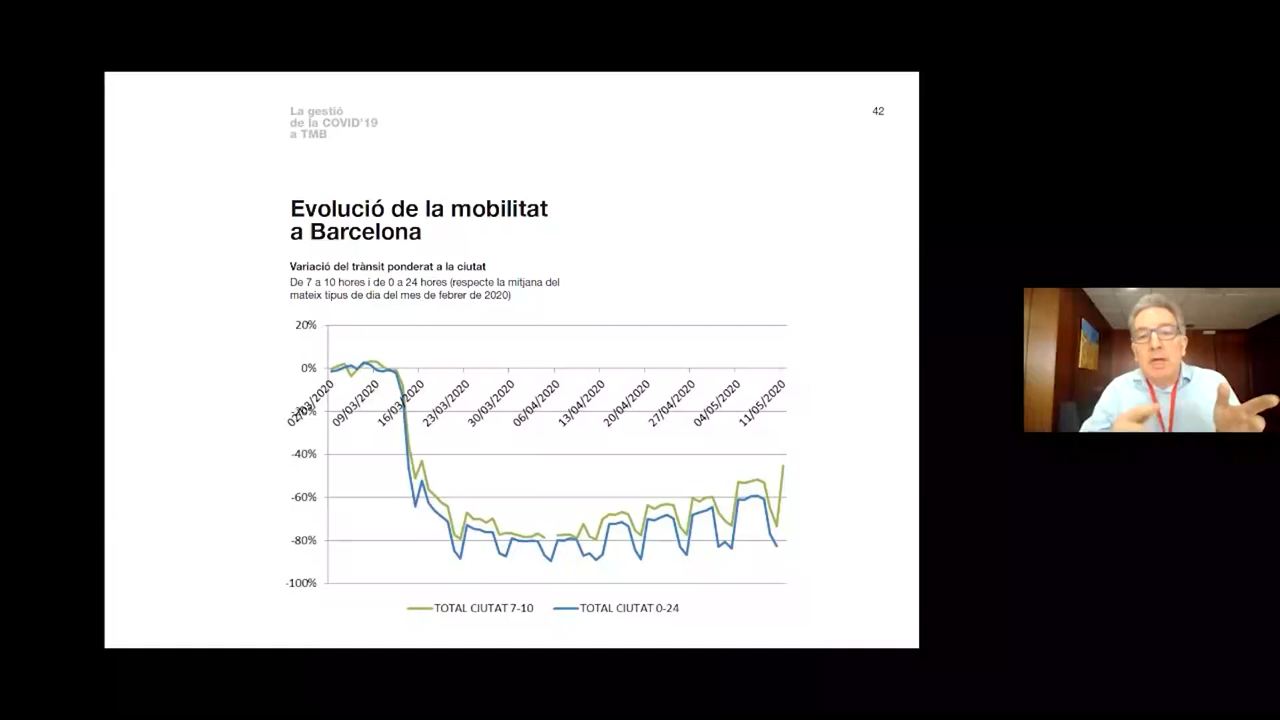 La gestió
de la COVID'19
a TMB
42
Evolució de la mobilitat
a Barcelona
Variació del trànsit ponderat a la ciutat
De 7 a 10 hores i de 0 a 24 hores (respecte la mitjana del
mateix tipus de dia del mes de febrer de 2020)
20%
0%
-20%
-40%
-60%
-80%
-100%
02/03/2020
09/03/2020
16/03/2020
23/03/2020
30/03/2020
06/04/2020
13/04/2020
20/04/2020
27/04/2020
04/05/2020
11/05/2020
TOTAL CIUTAT 7-10
TOTAL CIUTAT 0-24